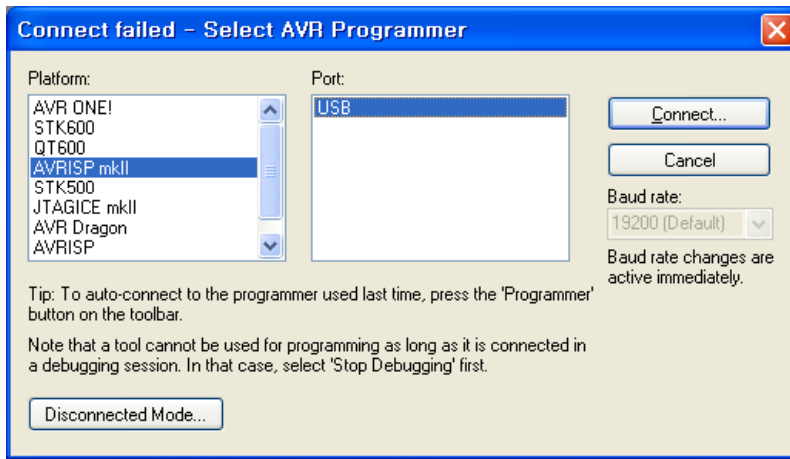 Connect failed - Select AVR Programmer
Platform:
Port:
AVR ONE!
STK600
QT600
AVRISP mkII
STK500
JTAGICE mkII
AVR Dragon
AVRISP
USB
Connect...
Cancel
Baud rate:
19200 (Default)
Baud rate changes are
active immediately.
Tip: To auto-connect to the programmer used last time, press the 'Programmer'
button on the toolbar.
Note that a tool cannot be used for programming as long as it is connected in
a debugging session. In that case, select 'Stop Debugging' first.
Disconnected Mode...